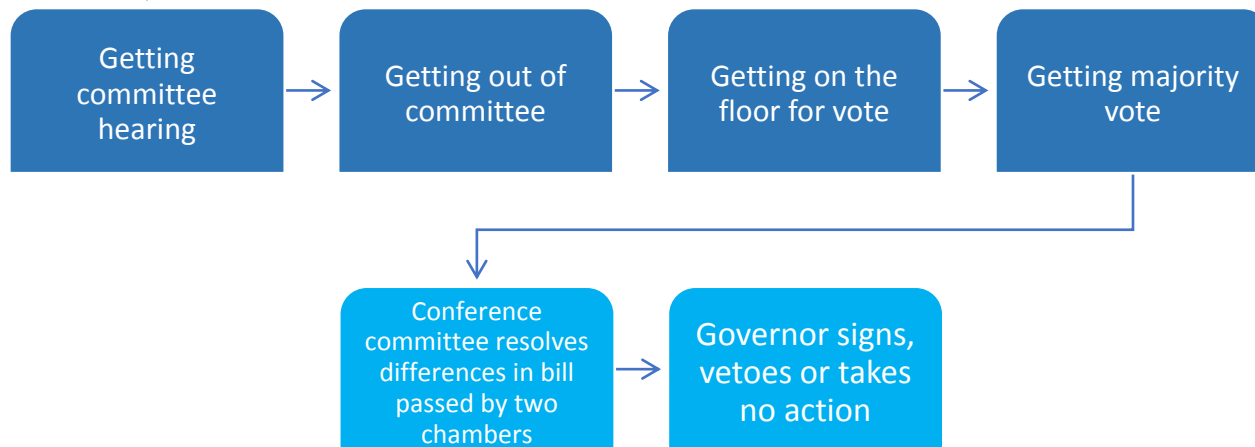 Getting
committee
hearing
Getting out of
committee
Getting on the
floor for vote
Getting majority
vote
Conference
committee resolves
differences in bill
passed by two
chambers
Governor signs,
vetoes or takes
no action